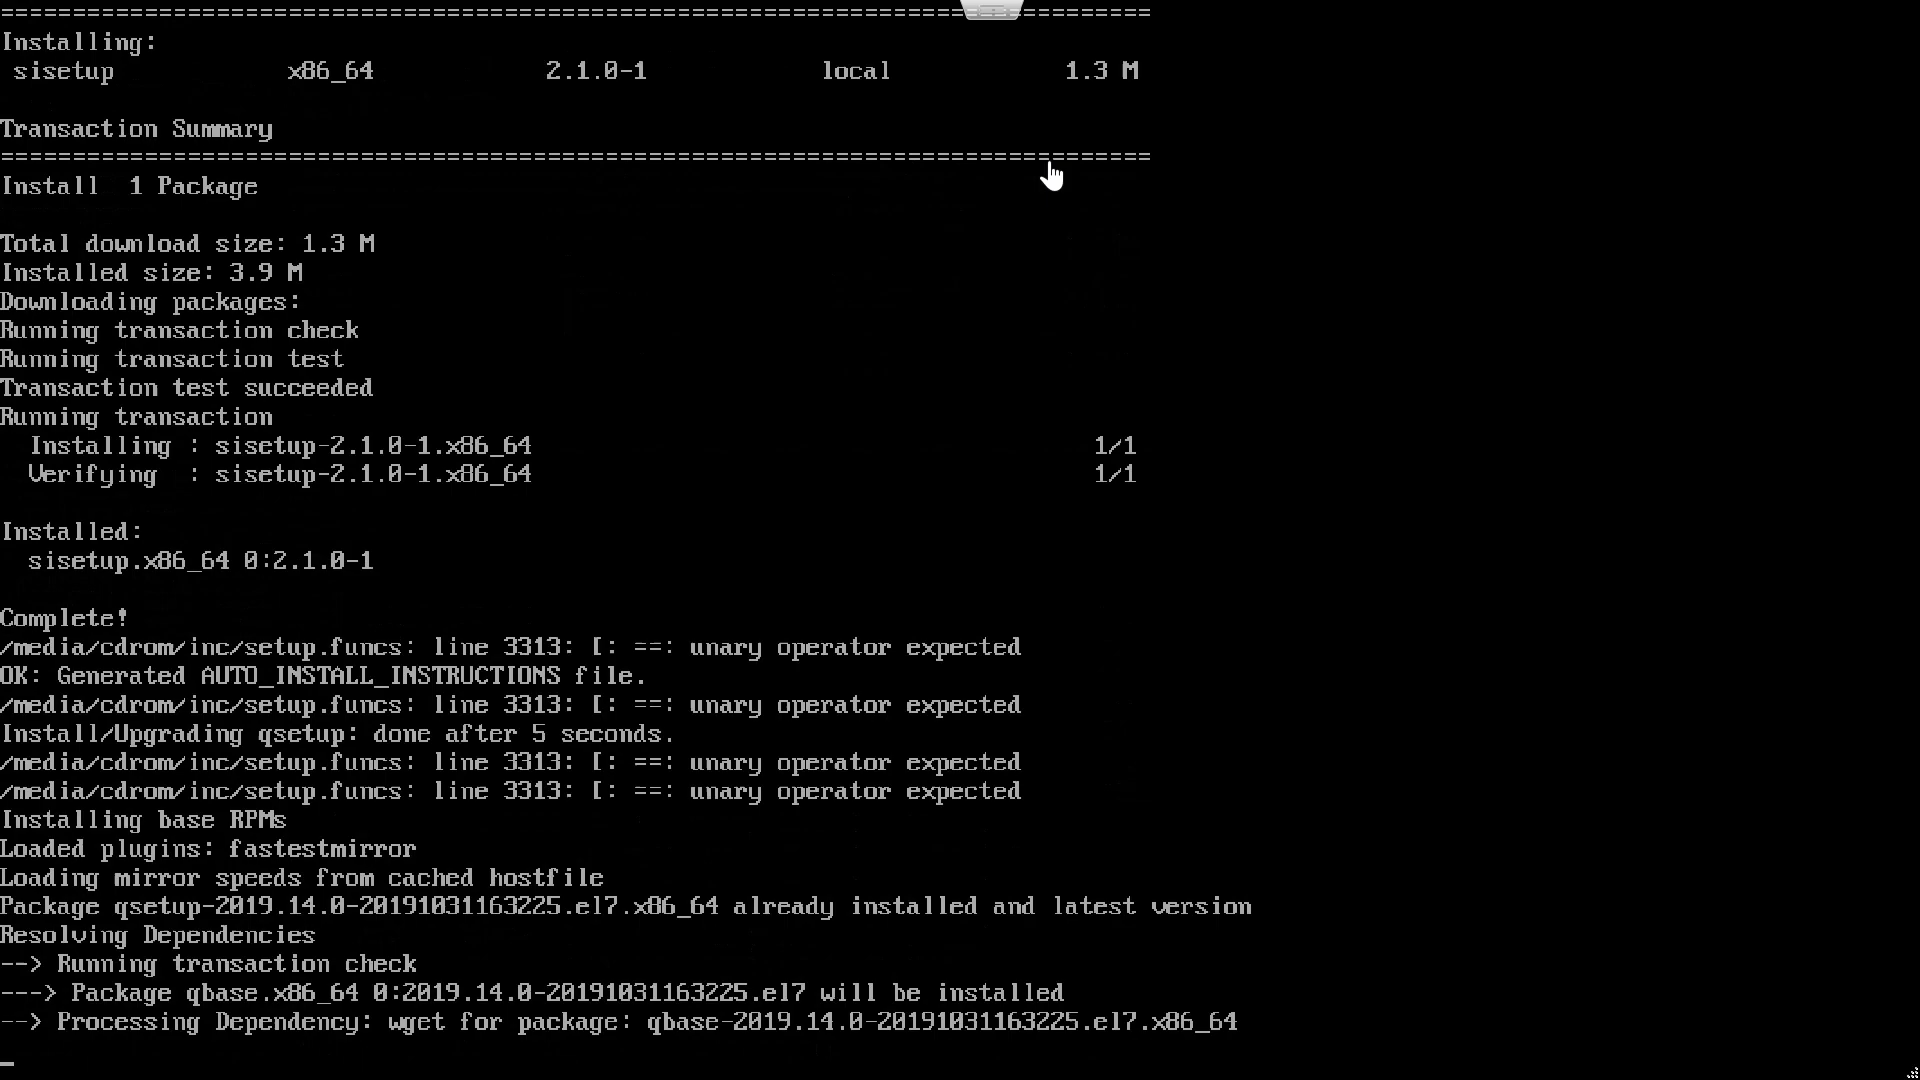 ================================================================================
Installing:
 sisetup            x86_64            2.1.0-1            local            1.3 M

Transaction Summary
================================================================================
Install  1 Package

Total download size: 1.3 M
Installed size: 3.9 M
Downloading packages:
Running transaction check
Running transaction test
Transaction test succeeded
Running transaction
  Installing : sisetup-2.1.0-1.x86_64                                       1/1
  Verifying  : sisetup-2.1.0-1.x86_64                                       1/1

Installed:
  sisetup.x86_64 0:2.1.0-1

Complete!
/media/cdrom/inc/setup.funcs: line 3313: [: ==: unary operator expected
OK: Generated AUTO_INSTALL_INSTRUCTIONS file.
/media/cdrom/inc/setup.funcs: line 3313: [: ==: unary operator expected
Install/Upgrading qsetup: done after 5 seconds.
/media/cdrom/inc/setup.funcs: line 3313: [: ==: unary operator expected
/media/cdrom/inc/setup.funcs: line 3313: [: ==: unary operator expected
Installing base RPMs
Loaded plugins: fastestmirror
Loading mirror speeds from cached hostfile
Package qsetup-2019.14.0-20191031163225.el7.x86_64 already installed and latest version
Resolving Dependencies
--> Running transaction check
---> Package qbase.x86_64 0:2019.14.0-20191031163225.el7 will be installed
--> Processing Dependency: wget for package: qbase-2019.14.0-20191031163225.el7.x86_64